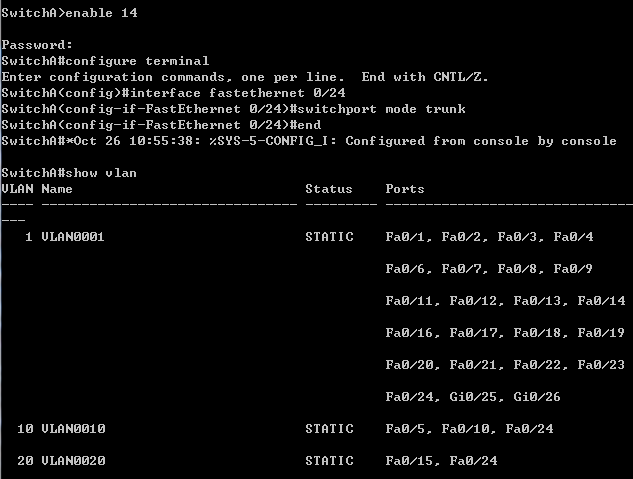 SwitchA>enable 14
Password:
SwitchA#configure terminal
Enter configuration commands, one per line.  End with CNTL/Z.
SwitchA(config)#interface fastethernet 0/24
SwitchA(config-if-FastEthernet 0/24)#switchport mode trunk
SwitchA(config-if-FastEthernet 0/24)#end
SwitchA#*Oct 26 10:55:38: %SYS-5-CONFIG_I: Configured from console by console
SwitchA#show vlan
VLAN Name                             Status    Ports
---- -------------------------------- --------- --------------------------------
---
   1 VLAN0001                         STATIC    Fa0/1, Fa0/2, Fa0/3, Fa0/4
                                                Fa0/6, Fa0/7, Fa0/8, Fa0/9
                                                Fa0/11, Fa0/12, Fa0/13, Fa0/14
                                                Fa0/16, Fa0/17, Fa0/18, Fa0/19
                                                Fa0/20, Fa0/21, Fa0/22, Fa0/23
                                                Fa0/24, Gi0/25, Gi0/26
  10 VLAN0010                         STATIC    Fa0/5, Fa0/10, Fa0/24
  20 VLAN0020                         STATIC    Fa0/15, Fa0/24